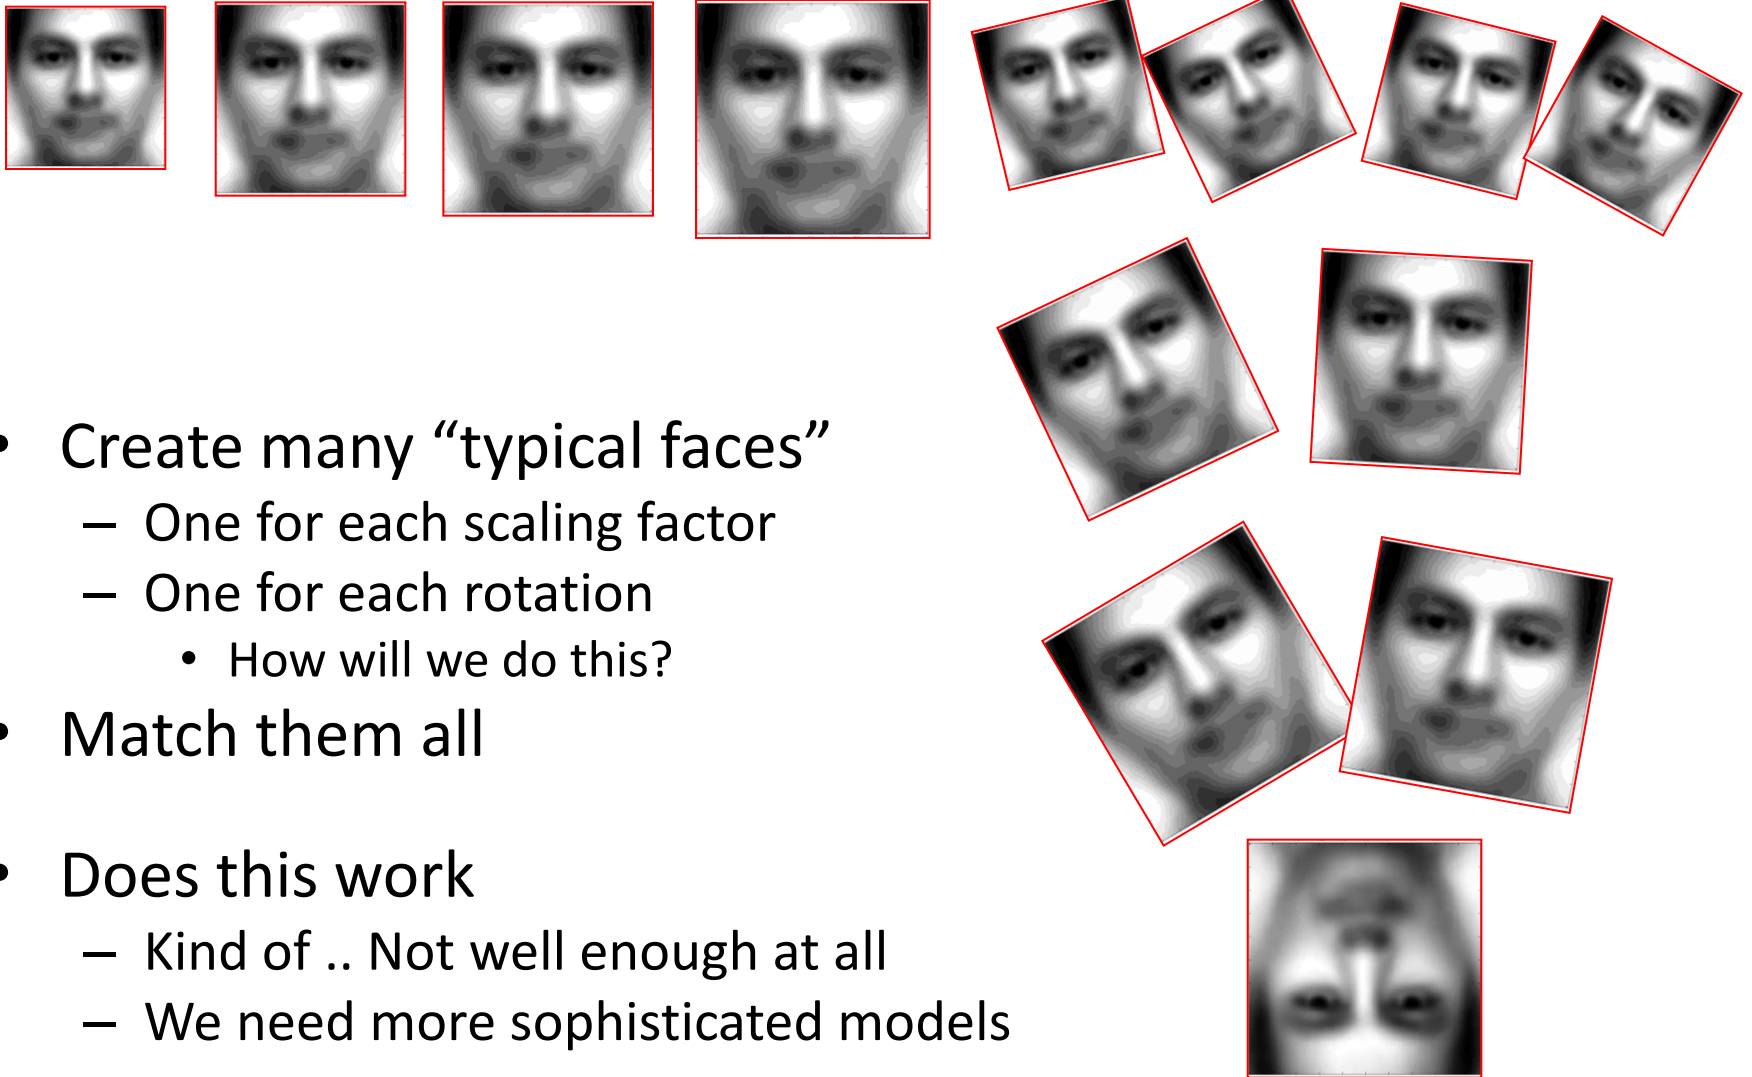 • Create many “typical faces”
– One for each scaling factor
– One for each rotation
• How will we do this?
• Match them all
• Does this work
– Kind of .. Not well enough at all
– We need more sophisticated models